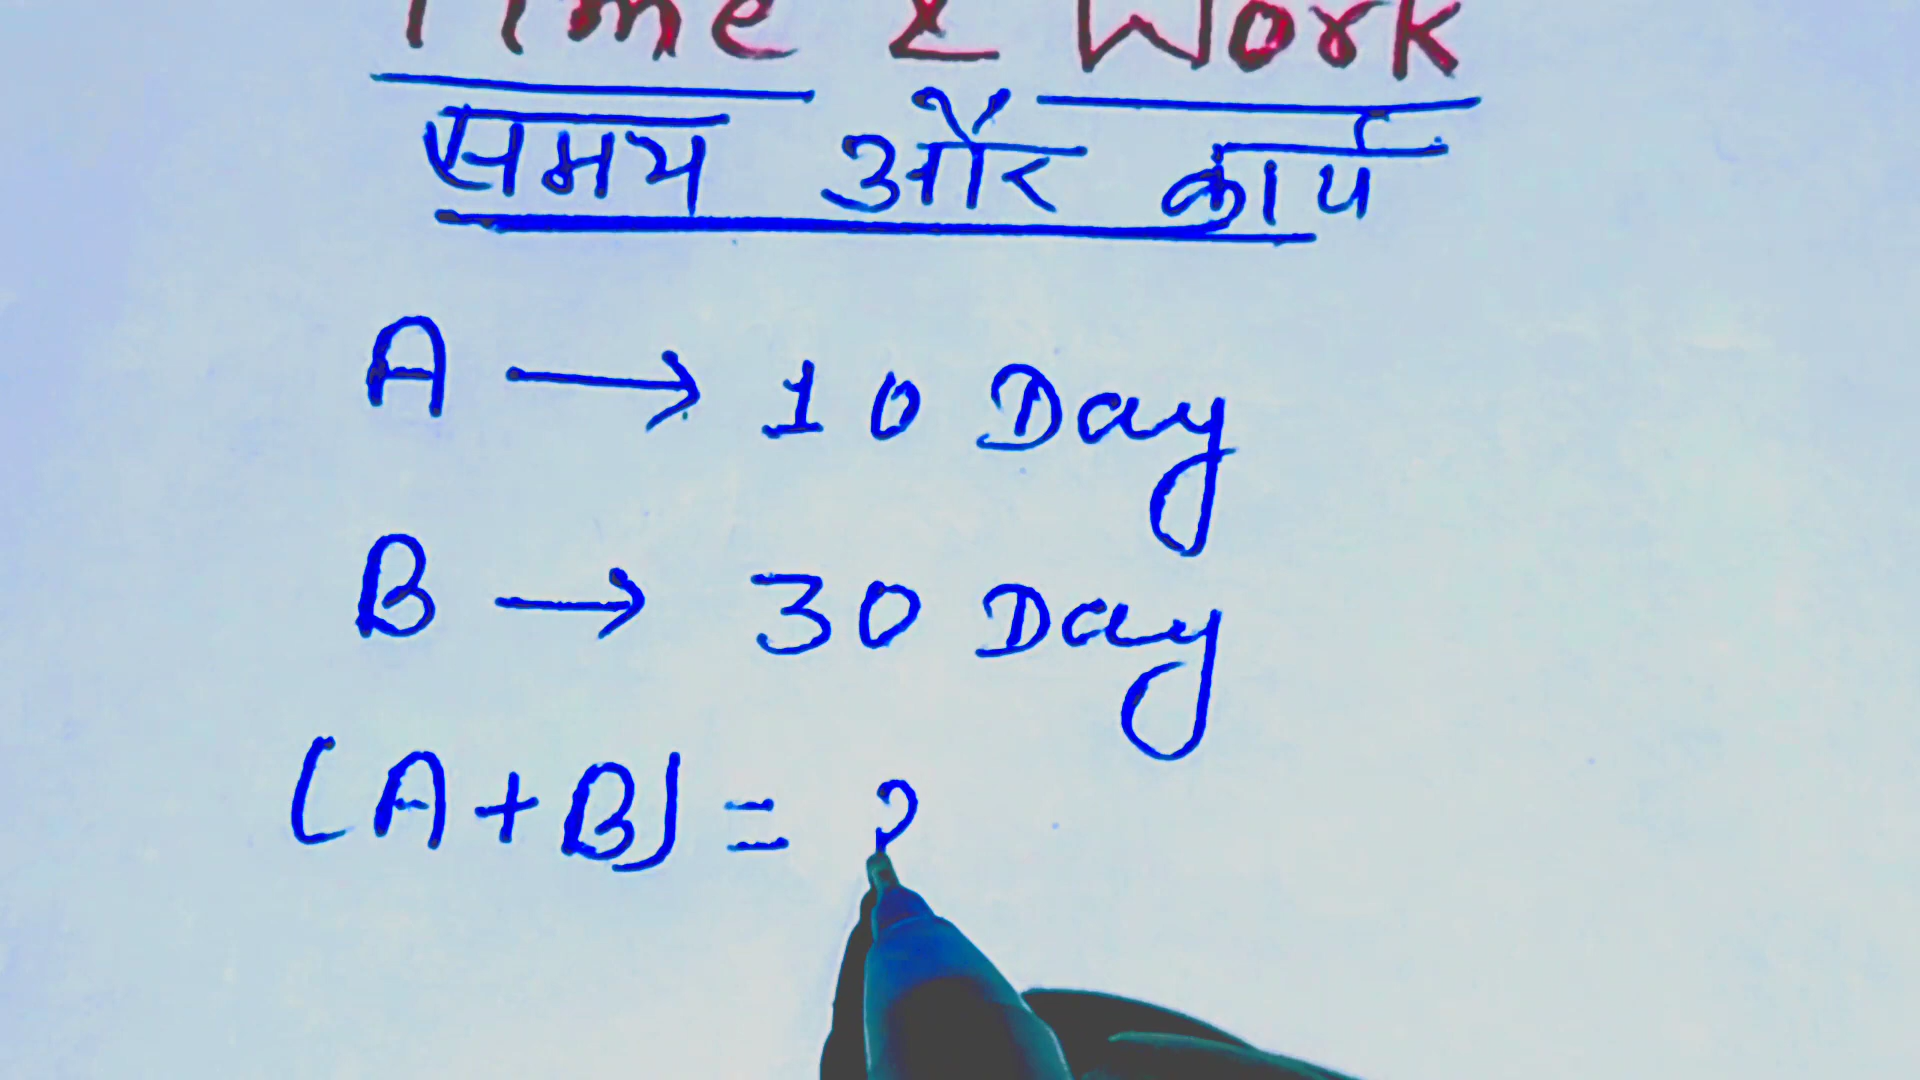 Time & Work
समय और कार्य
A → 10 Day
B → 30 Day
(A+B) = ?